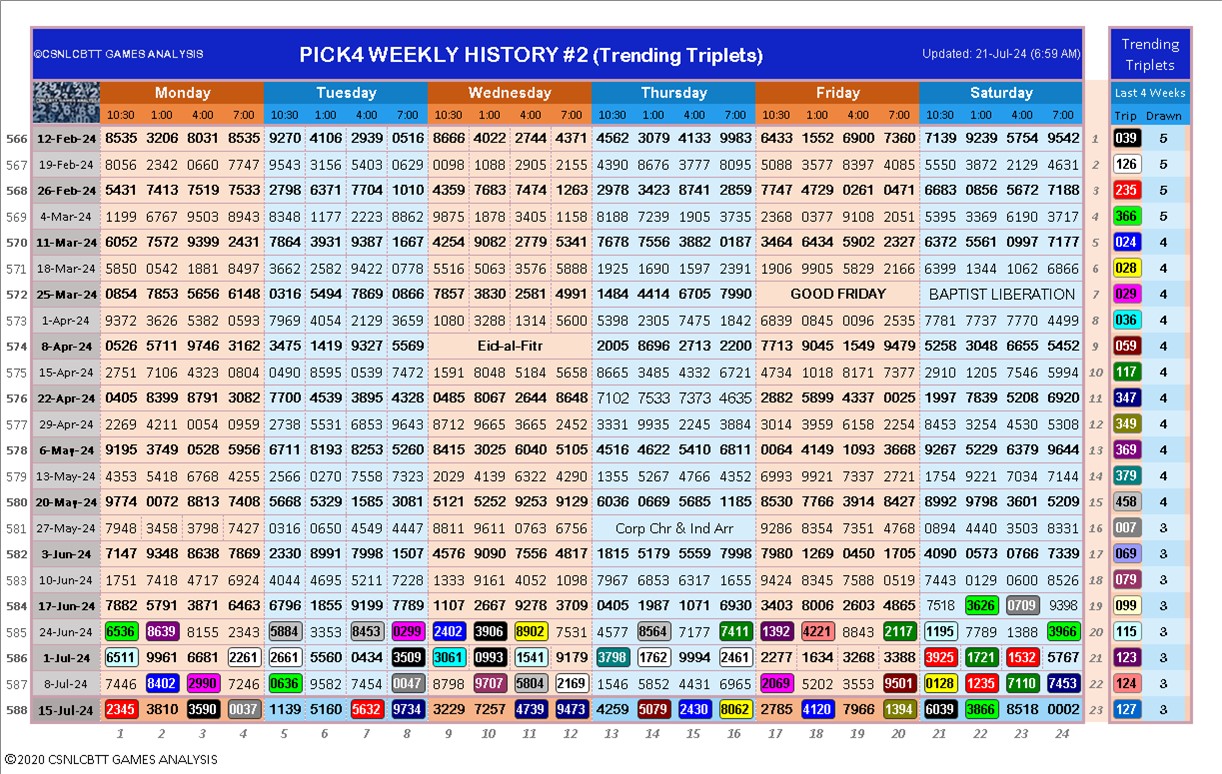 ©CSNLCBTT GAMES ANALYSIS PICK4 WEEKLY HISTORY #2 (Trending Triplets) Updated: 21-Jul-24 (6:59 AM) Trending Triplets
Monday Tuesday Wednesday Thursday Friday Saturday Last 4 Weeks
10:30 1:00 4:00 7:00 10:30 1:00 4:00 7:00 10:30 1:00 4:00 7:00 10:30 1:00 4:00 7:00 10:30 1:00 4:00 7:00 10:30 1:00 4:00 7:00 Trip Drawn
566 12-Feb-24 8535 3206 8031 8535 9270 4106 2939 0516 8666 4022 2744 4371 4562 3079 4133 9983 6433 1552 6900 7360 7139 9239 5754 9542 1 039 5
567 19-Feb-24 8056 2342 0660 7747 9543 3156 5403 0629 0098 1088 2905 2155 4390 8676 3777 8095 5088 3577 8397 4085 5550 3872 2129 4631 2 126 5
568 26-Feb-24 5431 7413 7519 7533 2798 6371 7704 1010 4359 7683 7474 1263 2978 3423 8741 2859 7747 4729 0261 0471 6683 0856 5672 7188 3 235 5
569 4-Mar-24 1199 6767 9503 8943 8348 1177 2223 8862 9875 1878 3405 1158 8188 7239 1905 3735 2368 0377 9108 2051 5395 3369 6190 3717 4 366 5
570 11-Mar-24 6052 7572 9399 2431 7864 3931 9387 1667 4254 9082 2779 5341 7678 7556 3882 0187 3464 6434 5902 2327 6372 5561 0997 7177 5 024 4
571 18-Mar-24 5850 0542 1881 8497 3662 2582 9422 0778 5516 5063 3576 5888 1925 1690 1597 2391 1906 9905 5829 2166 6399 1344 1062 6866 6 028 4
572 25-Mar-24 0854 7853 5656 6148 0316 5494 7869 0866 5857 3830 2581 4991 1484 4414 6705 7990 GOOD FRIDAY BAPTIST LIBERATION 7 029 4
573 1-Apr-24 9372 3626 5382 0593 7969 4054 2129 3659 1080 3288 1314 5600 5398 2305 7475 1842 6839 0845 0096 2535 7781 7737 7770 4499 8 036 4
574 8-Apr-24 0526 5711 9746 3162 3475 1419 9327 5569 Eid-al-Fitr 2005 8696 2713 2200 7713 9045 1549 9479 5258 3048 6655 5452 9 059 4
575 15-Apr-24 2751 7106 4323 0804 0490 8595 0539 7472 1591 8048 5184 5658 8665 3485 4332 6721 4734 1018 8171 7377 2910 1205 7546 5994 10 117 4
576 22-Apr-24 0405 8399 8791 3082 7700 4539 3895 4328 0485 8067 2644 8648 7102 7533 7373 4635 2882 5899 4337 0025 1997 7839 5208 6920 11 347 4
577 29-Apr-24 2269 4211 0054 0959 2738 5531 6853 9643 8712 9665 3665 2452 3331 9935 2245 3884 3014 3959 6158 2254 8453 3254 4530 5308 12 349 4
578 6-May-24 9195 3749 0528 5956 6711 8193 8253 5260 8415 3025 6040 5105 4516 4622 5410 6811 0064 4149 1093 3668 9267 5229 6379 9644 13 369 4
579 13-May-24 4353 5418 6768 4255 2566 0270 7558 7323 2029 4139 6322 4290 1355 5267 4766 4352 6993 9921 7337 2721 1754 9221 7034 7144 14 379 4
580 20-May-24 9774 0072 8813 7408 5668 5329 1585 3081 5121 5252 9253 9129 6036 0669 5685 1185 8530 7766 3914 8427 8992 9798 3601 5209 15 458 4
581 27-May-24 7948 3458 3798 7427 0316 0650 4549 4447 8811 9611 0763 6756 Corp Chr & Ind Arr 9286 8354 7351 4768 0894 4440 3503 8331 16 007 3
582 3-Jun-24 7147 9348 8638 7869 2330 8991 7998 1507 4576 9090 7556 4817 1815 5179 5559 7998 7980 1269 0450 1705 4090 0573 0766 7339 17 069 3
583 10-Jun-24 1751 7418 4717 6924 4044 4695 5211 7228 1333 9161 4052 1098 7967 6853 6317 1655 9424 8345 7588 0519 7443 0129 0600 8526 18 079 3
584 17-Jun-24 7882 5791 3871 6463 6796 1855 9199 7789 1107 2667 9278 3709 0405 1987 1071 6930 3403 8006 2603 4865 7518 3626 0709 9398 19 099 3
585 24-Jun-24 6536 8639 8155 2343 5884 3353 8453 0299 2402 3906 8902 7531 4577 8564 7177 7411 1392 4221 8843 2117 1195 7789 1388 3966 20 115 3
586 1-Jul-24 6511 9961 6681 2261 2661 5560 0434 3509 3061 0993 1541 9179 3798 1762 9994 2461 2277 1634 3268 3388 3925 1721 1532 5767 21 123 3
587 8-Jul-24 7446 8402 2990 7246 0636 9582 7454 0047 8798 9707 5804 2169 1546 5852 4431 6965 2069 5202 3553 9501 0128 1235 7110 7453 22 124 3
588 15-Jul-24 2345 3810 3590 0037 1139 5160 5632 9734 3229 7257 4739 9473 4259 5079 2430 8062 2785 4120 7966 1394 6039 3866 8518 0002 23 127 3
1 2 3 4 5 6 7 8 9 10 11 12 13 14 15 16 17 18 19 20 21 22 23 24
©2020 CSNLCBTT GAMES ANALYSIS